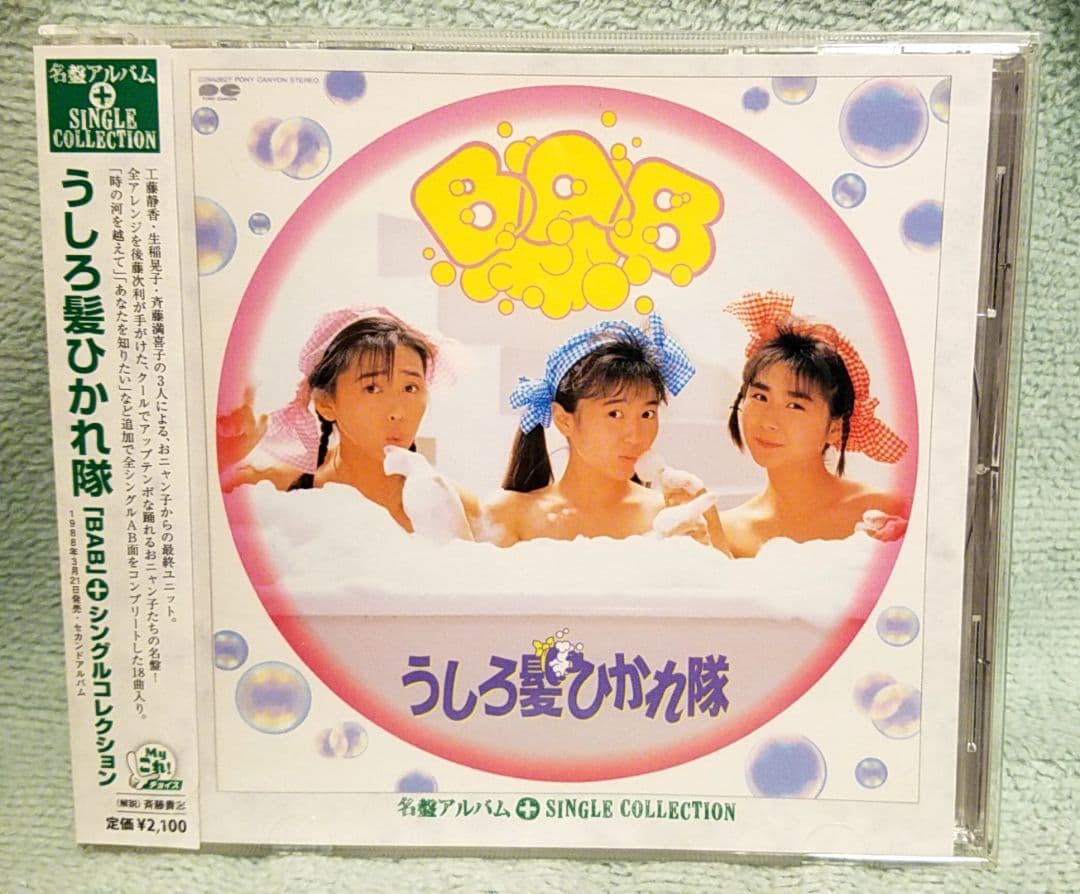 名盤アルバム
+
SINGLE
COLLECTION
うしろ髪ひかれ隊「BAB」+シングルコレクション
1988年3月21日発売・セカンドアルバム
工藤静香・生稲晃子・斉藤満喜子の3人による、おニャン子からの最終ユニット。
全アレンジを後藤次利が手がけた、クールでアップテンポな踊れるおニャン子たちの名盤!
「時の河を越えて」「あなたを知りたい」など追加で全シングルAB面をコンプリートした18曲入り。
Myこれ!
チョイス
定価¥2,100
PONY CANYON STEREO
PONY CANYON
BAB
うしろ髪ひかれ隊
名盤アルバム+SINGLE COLLECTION